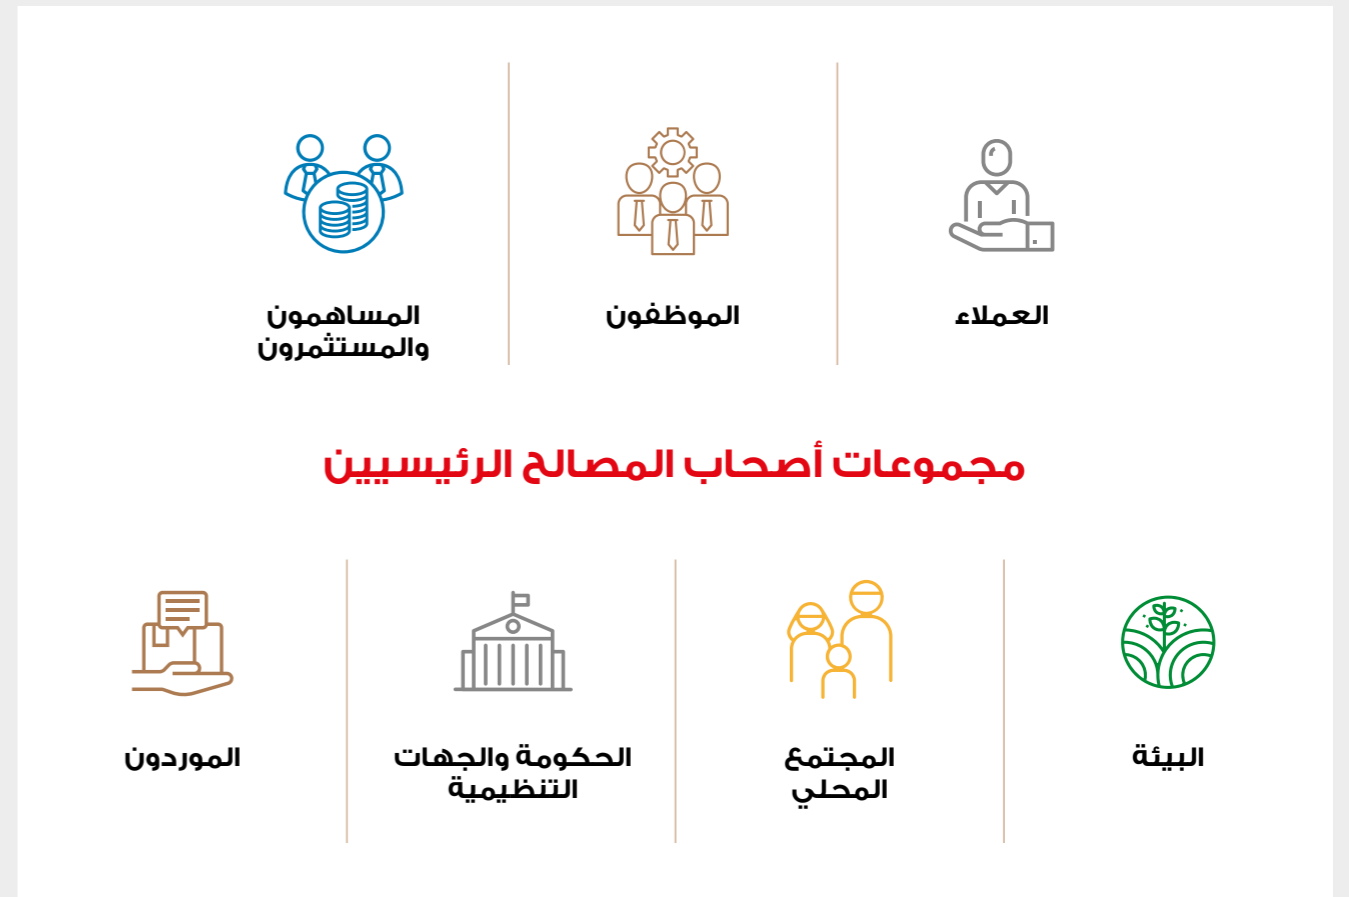 العملاء
الموظفون
المساهمون
والمستثمرون
مجموعات أصحاب المصالح الرئيسيين
البيئة
المجتمع
المحلي
الحكومة والجهات
التنظيمية
الموردون